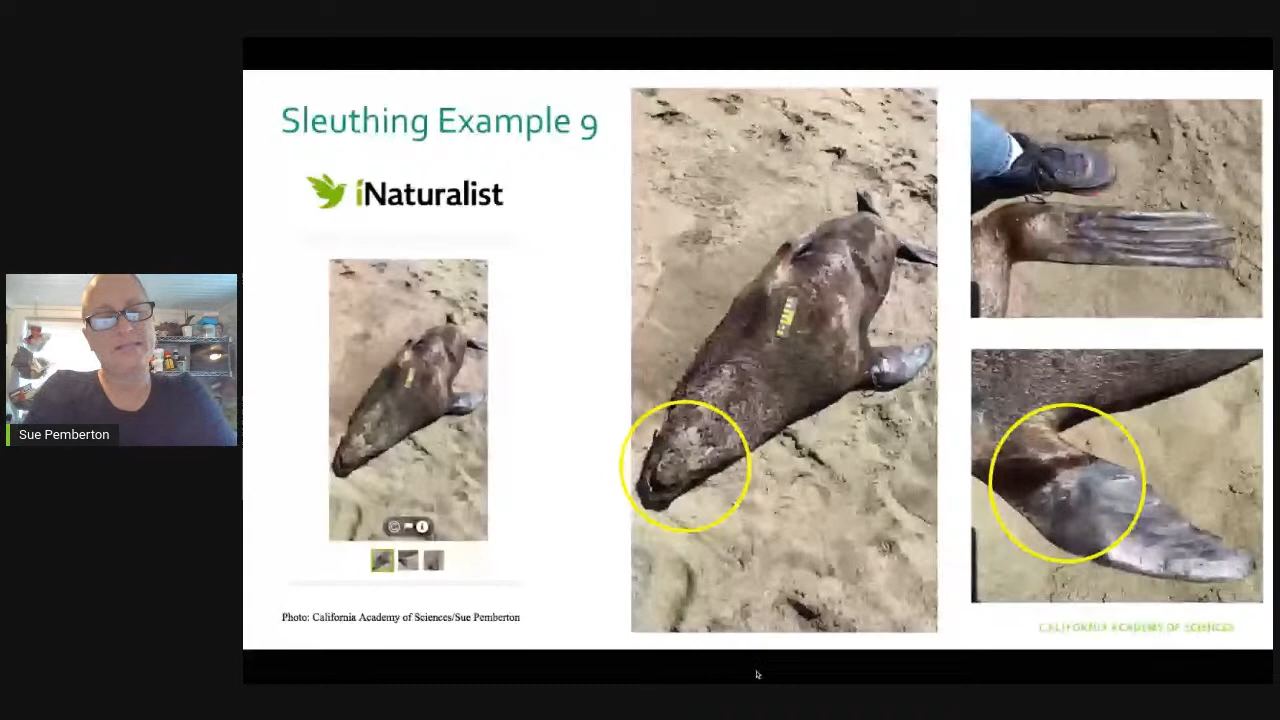 Sleuthing Example 9
iNaturalist
Sue Pemberton
Photo: California Academy of Sciences/Sue Pemberton
CALIFORNIA ACADEMY OF SCIENCES